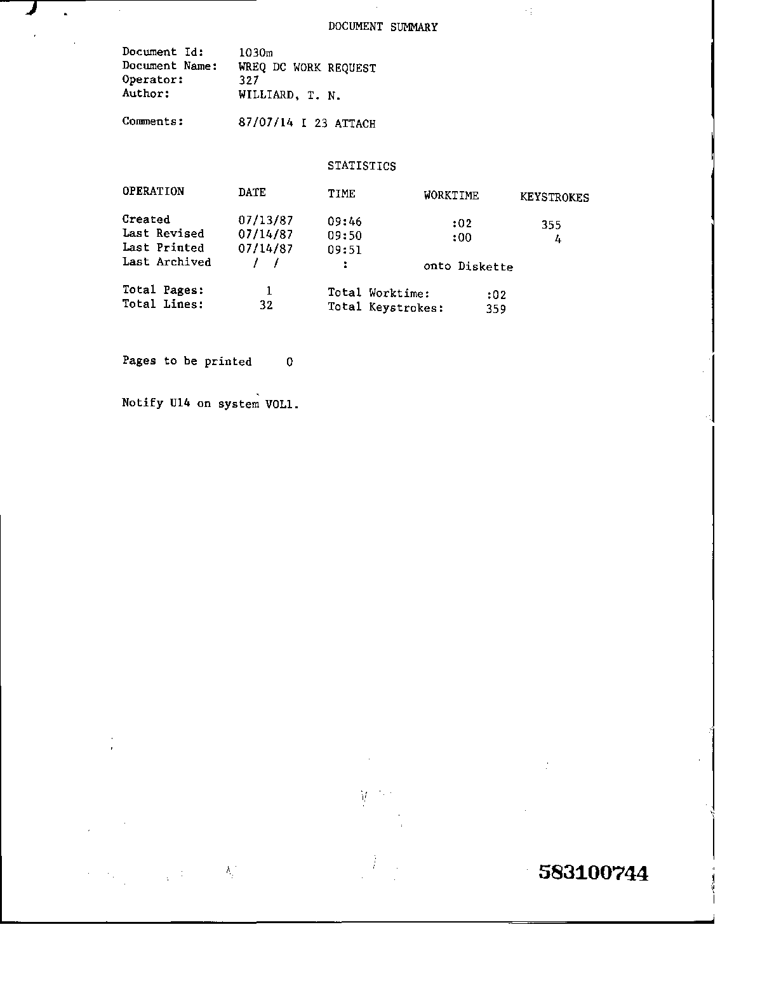 DOCUMENT SUMMARY
Document Id: 1030m
Document Name: WREQ DC WORK REQUEST
Operator: 327
Author: WILLIARD, T. N.
Comments: 87/07/14 I 23 ATTACH
STATISTICS
OPERATION DATE TIME WORKTIME KEYSTROKES
Created 07/13/87 09:46 :02 355
Last Revised 07/14/87 09:50 :00 4
Last Printed 07/14/87 09:51
Last Archived / / : onto Diskette
Total Pages: 1 Total Worktime: :02
Total Lines: 32 Total Keystrokes: 359
Pages to be printed 0
Notify U14 on system VOL1.
583100744